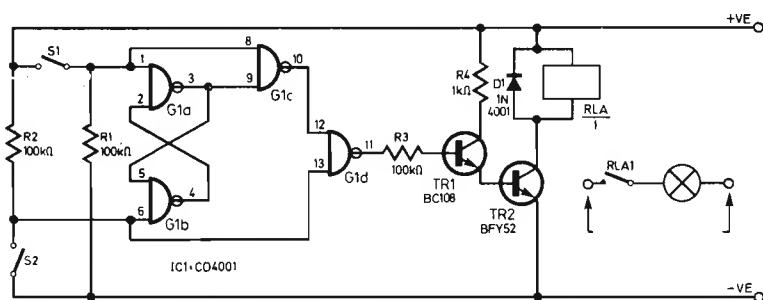 +VE
S1
8
10
1
3
9
G1c
R4
1kΩ
D1
1N
4001
2
G1a
RLA
1
R2
100kΩ
R1
100kΩ
12
11
R3
100kΩ
13
G1d
RLA1
5
4
TR1
BC108
6
G1b
TR2
BFY52
S2
IC1=CD4001
-VE